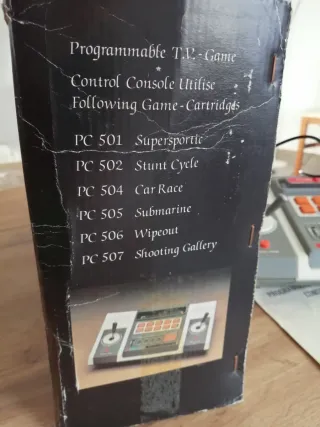 Programmable T.V.-Game
*
Control Console Utilise
Following Game-Cartridges
PC 501 Supersportic
PC 502 Stunt Cycle
PC 504 Car Race
PC 505 Submarine
PC 506 Wipeout
PC 507 Shooting Gallery